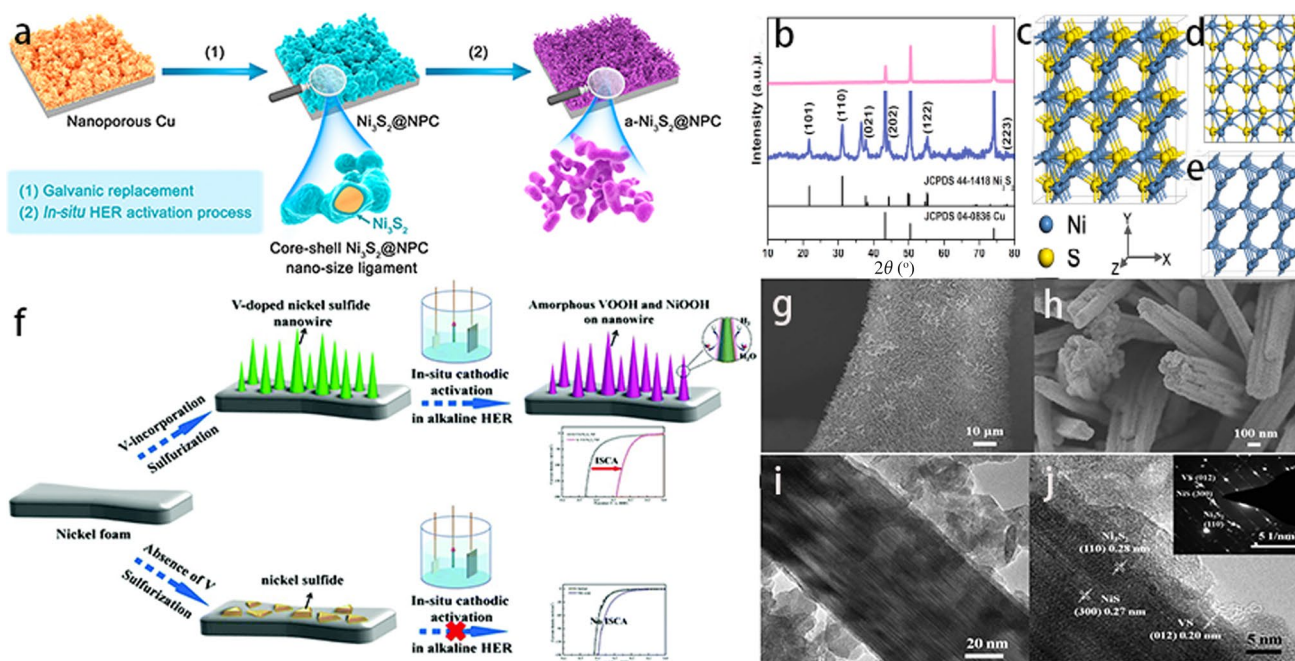 a
(1)
(2)
Nanoporous Cu
Ni₃S₂@NPC
a-Ni₃S₂@NPC
(1) Galvanic replacement
(2) In-situ HER activation process
Ni₃S₂
Core-shell Ni₃S₂@NPC
nano-size ligament
b
Intensity (a.u.)u.
(101)
(110)
(021)
(202)
(122)
(223)
JCPDS 44-1418 Ni₃S₂
JCPDS 04-0836 Cu
10 20 30 40 50 60 70 80
2θ (°)
c
d
e
Ni
S
Y
Z
X
f
V-doped nickel sulfide
nanowire
In-situ cathodic
activation
in alkaline HER
Amorphous VOOH and NiOOH
on nanowire
H₂
H₂O
V-incorporation
Sulfurization
ISCA
Nickel foam
Absence of V
Sulfurization
nickel sulfide
In-situ cathodic
activation
in alkaline HER
No ISCA
g
10 μm
h
100 nm
i
20 nm
j
VS (012)
NiS (300)
Ni₃S₂
(110)
5 1/nm
Ni₃S₂
(110) 0.28 nm
NiS
(300) 0.27 nm
VS
(012) 0.20 nm
5 nm